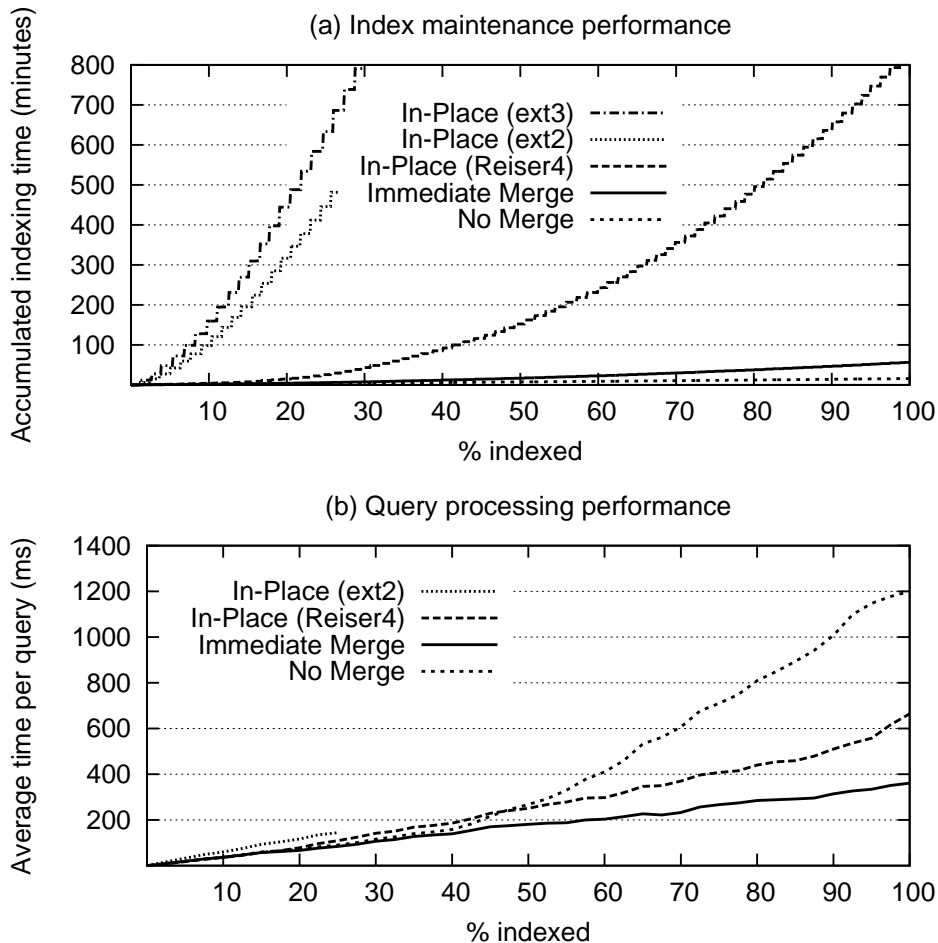 (a) Index maintenance performance
Accumulated indexing time (minutes)
800
700
600
500
400
300
200
100
In-Place (ext3)
In-Place (ext2)
In-Place (Reiser4)
Immediate Merge
No Merge
10 20 30 40 50 60 70 80 90 100
% indexed
(b) Query processing performance
Average time per query (ms)
1400
1200
1000
800
600
400
200
In-Place (ext2)
In-Place (Reiser4)
Immediate Merge
No Merge
10 20 30 40 50 60 70 80 90 100
% indexed